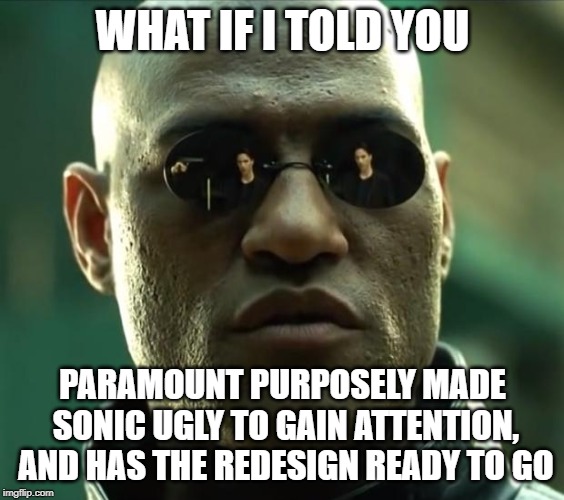 WHAT IF I TOLD YOU
PARAMOUNT PURPOSELY MADE
SONIC UGLY TO GAIN ATTENTION,
AND HAS THE REDESIGN READY TO GO
imgflip.com